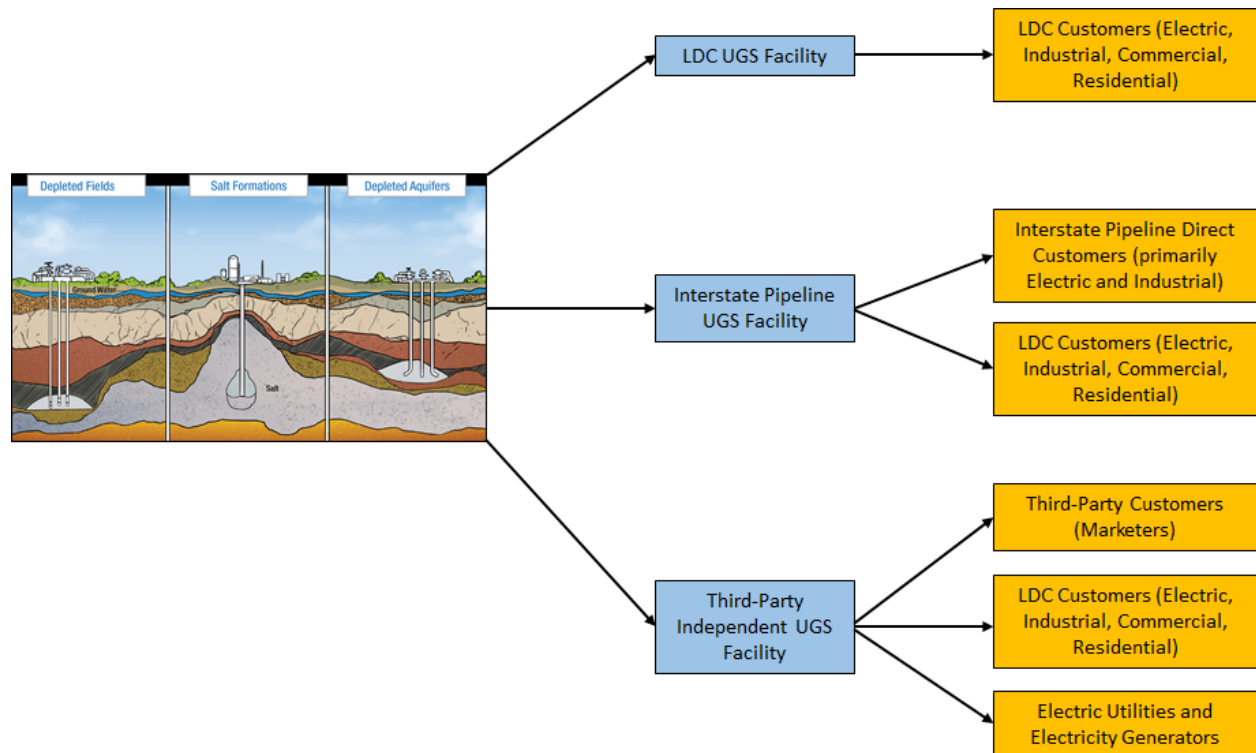 LDC UGS Facility
LDC Customers (Electric,
Industrial, Commercial,
Residential)
Depleted Fields
Salt Formations
Depleted Aquifers
Ground Water
Salt
Interstate Pipeline
UGS Facility
Interstate Pipeline Direct
Customers (primarily
Electric and Industrial)
LDC Customers (Electric,
Industrial, Commercial,
Residential)
Third-Party
Independent UGS
Facility
Third-Party Customers
(Marketers)
LDC Customers (Electric,
Industrial, Commercial,
Residential)
Electric Utilities and
Electricity Generators